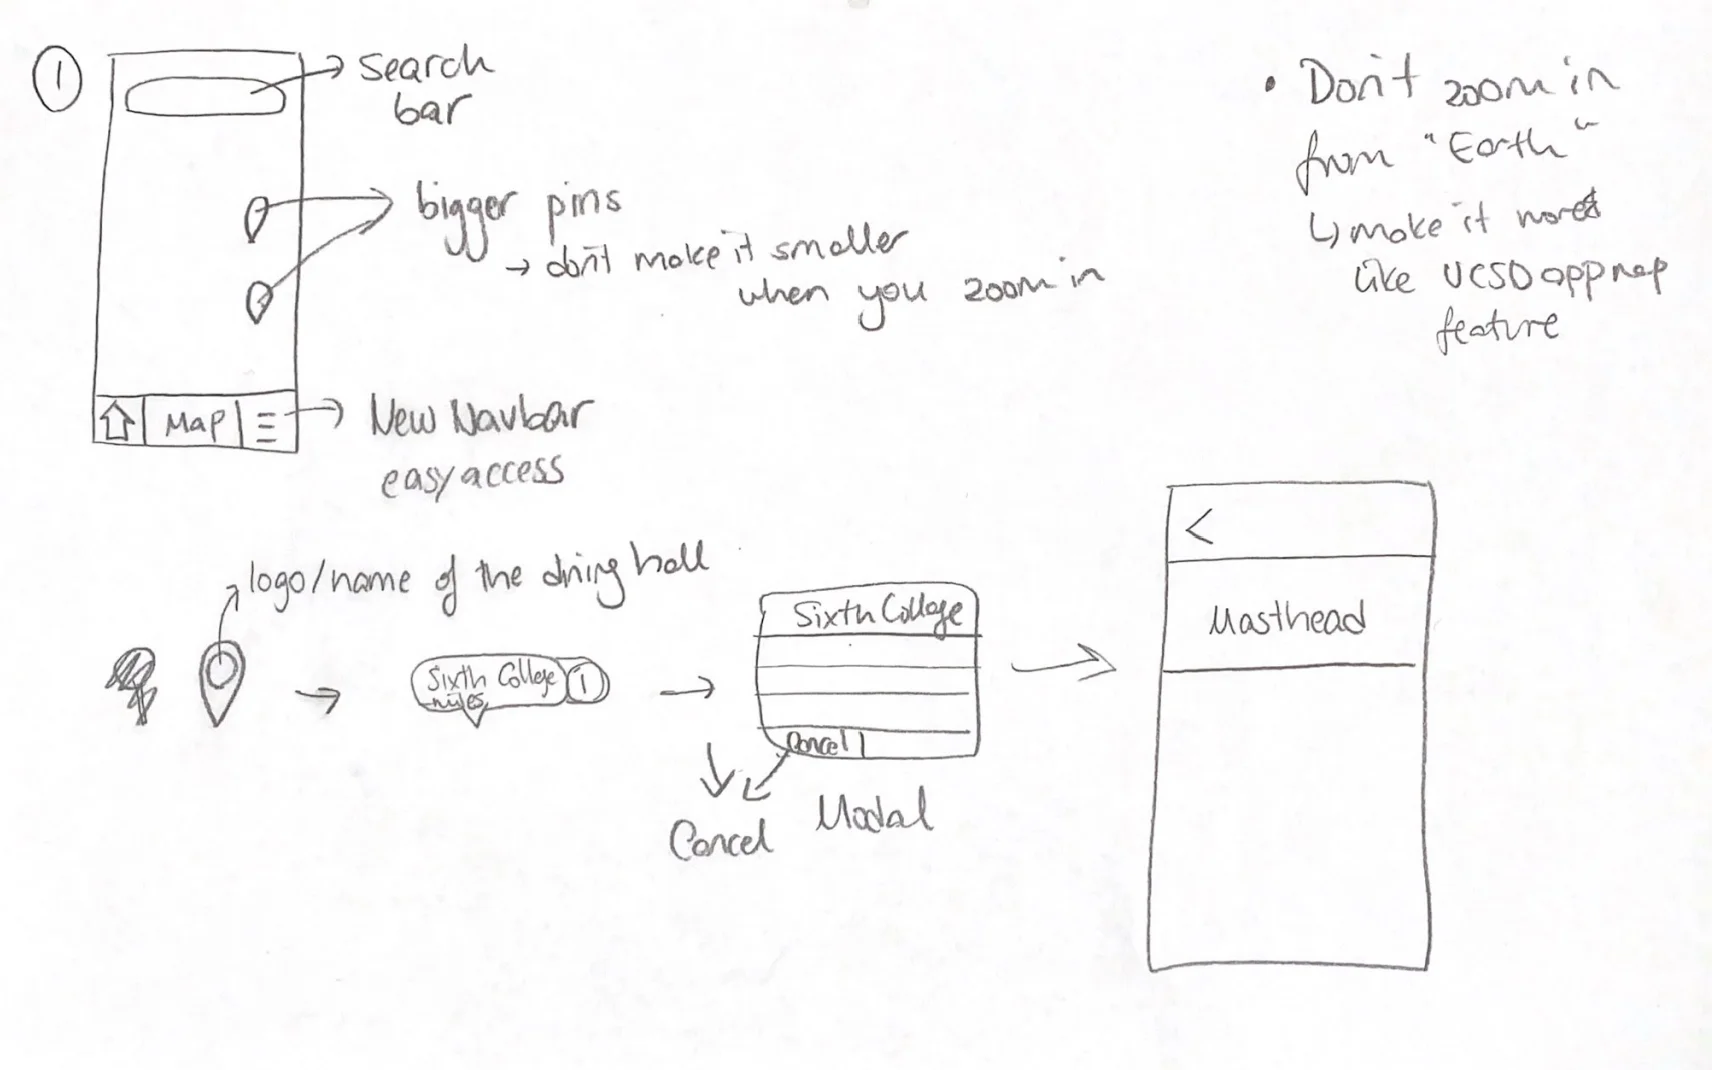 1
search
bar
bigger pins
→ don't make it smaller
when you zoom in
Map
New Navbar
easy access
• Don't zoom in
from "Earth"
↳ make it more
like UCSD app map
feature
logo/name of the dining hall
Sixth College
i
Sixth College
Cancel
Modal
Cancel
<
Masthead